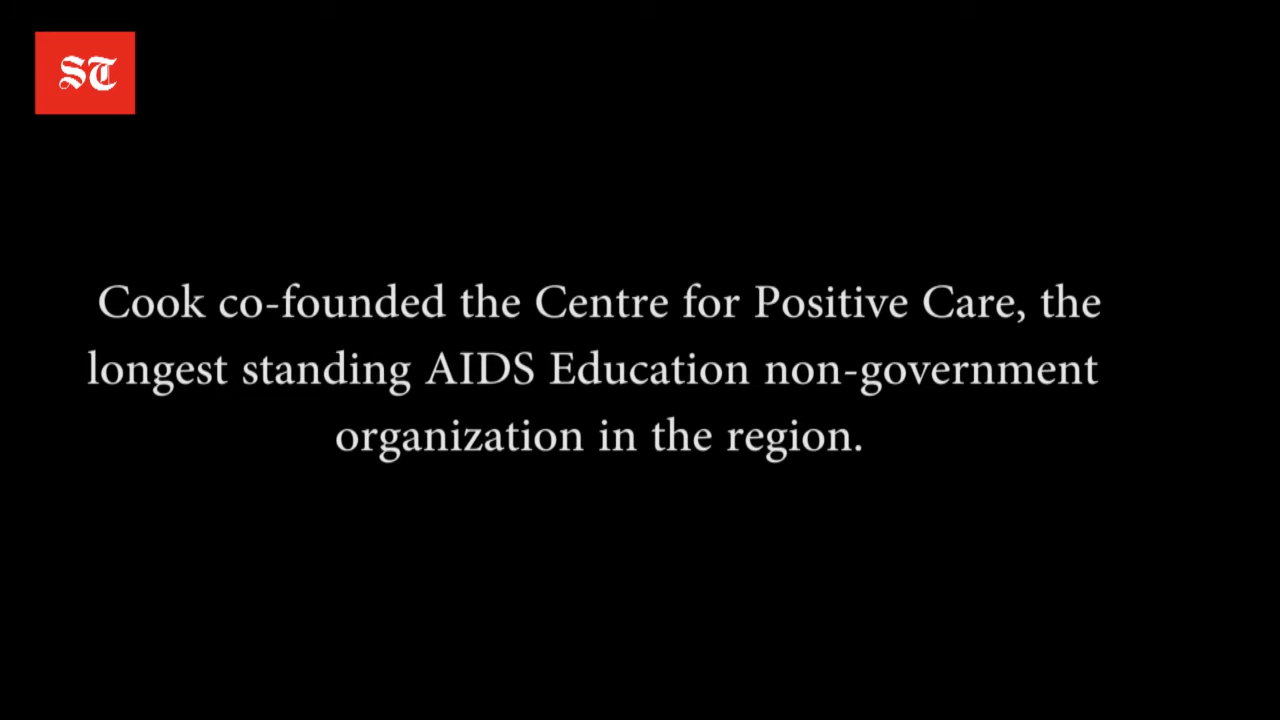 ST
Cook co-founded the Centre for Positive Care, the
longest standing AIDS Education non-government
organization in the region.